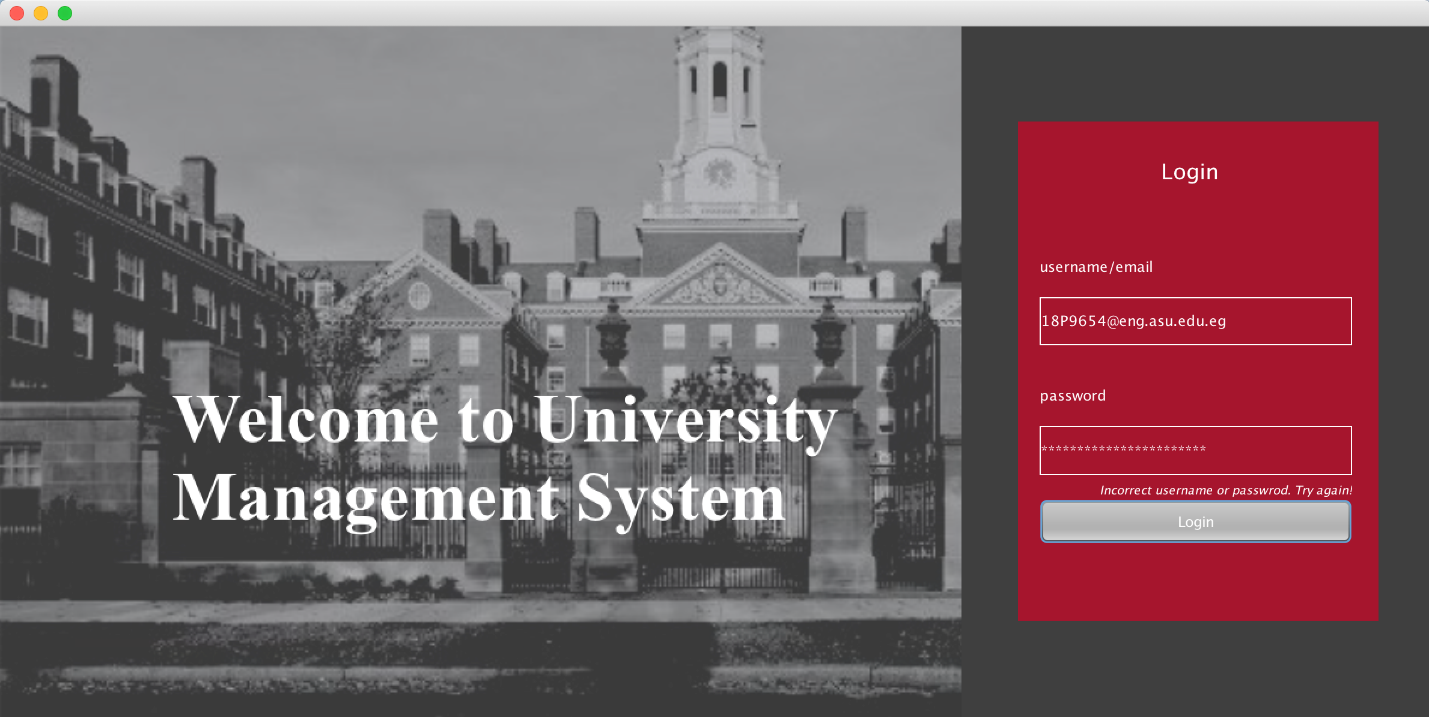 Welcome to University
Management System
Login
username/email
18P9654@eng.asu.edu.eg
password
***********************
Incorrect username or passwrod. Try again!
Login